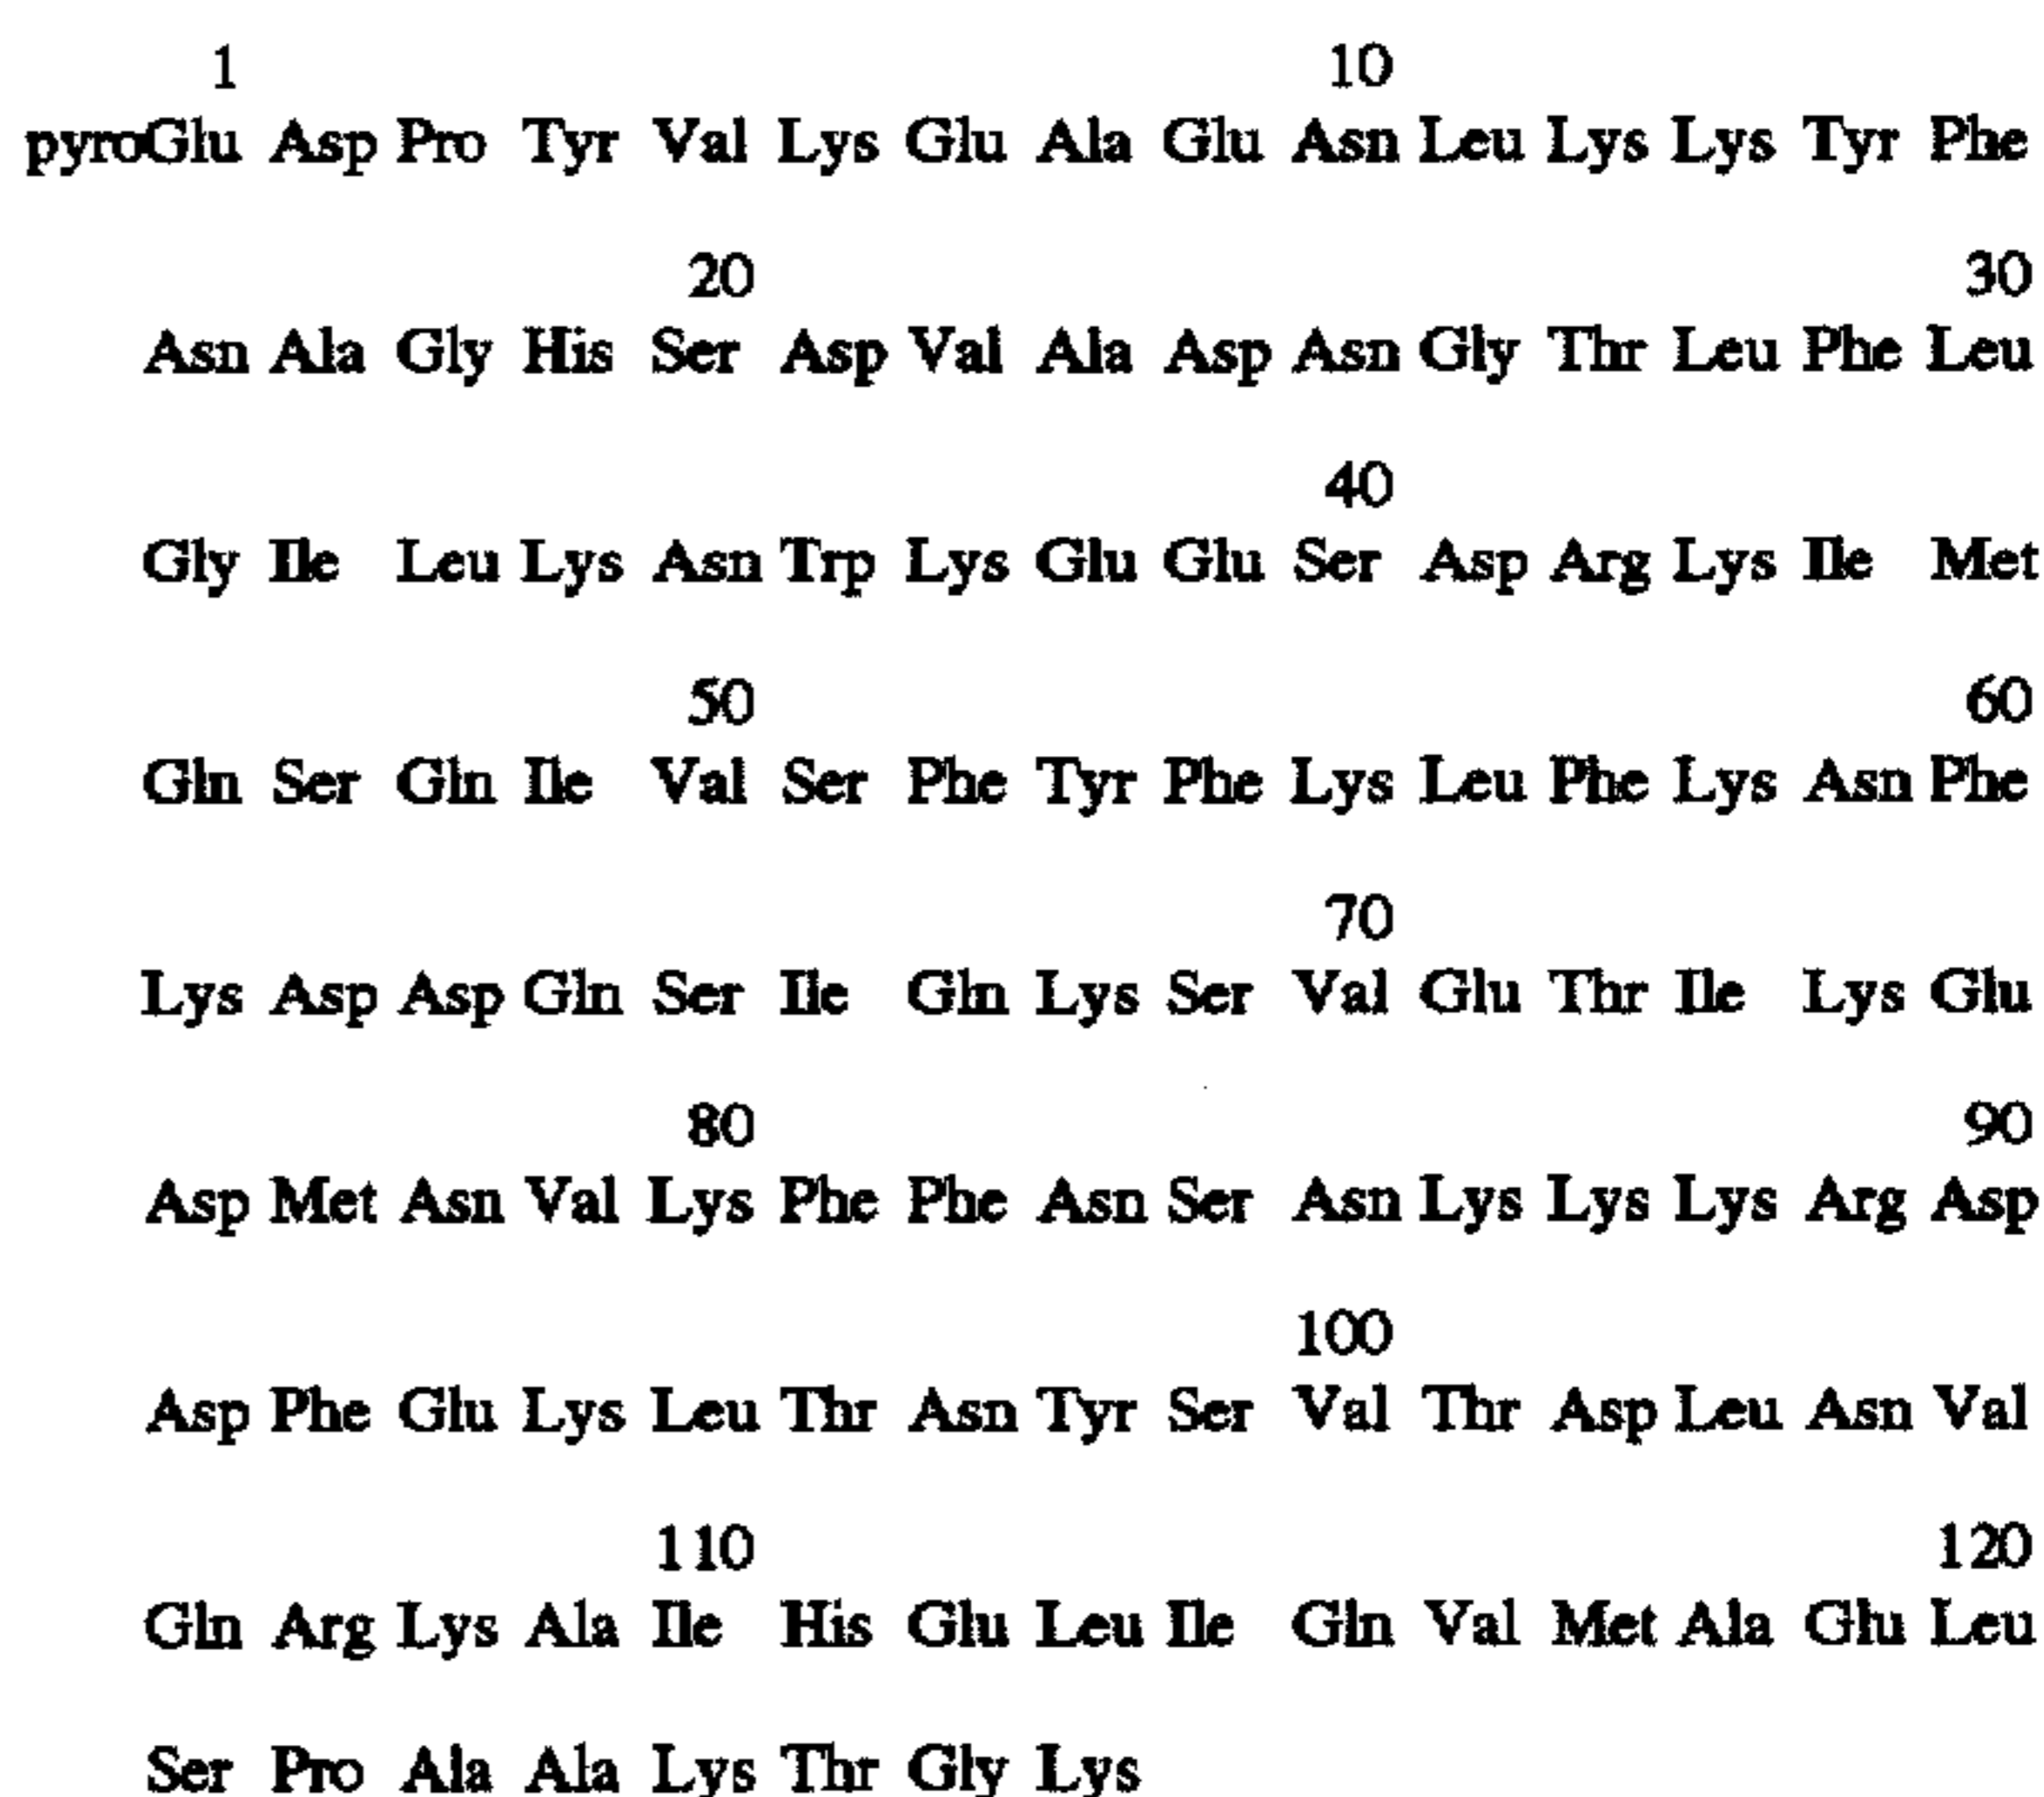 1 10
pyroGlu Asp Pro Tyr Val Lys Glu Ala Glu Asn Leu Lys Lys Tyr Phe
20 30
Asn Ala Gly His Ser Asp Val Ala Asp Asn Gly Thr Leu Phe Leu
40
Gly Ile Leu Lys Asn Trp Lys Glu Glu Ser Asp Arg Lys Ile Met
50 60
Gln Ser Gln Ile Val Ser Phe Tyr Phe Lys Leu Phe Lys Asn Phe
70
Lys Asp Asp Gln Ser Ile Gln Lys Ser Val Glu Thr Ile Lys Glu
80 90
Asp Met Asn Val Lys Phe Phe Asn Ser Asn Lys Lys Lys Arg Asp
100
Asp Phe Glu Lys Leu Thr Asn Tyr Ser Val Thr Asp Leu Asn Val
110 120
Gln Arg Lys Ala Ile His Glu Leu Ile Gln Val Met Ala Glu Leu
Ser Pro Ala Ala Lys Thr Gly Lys